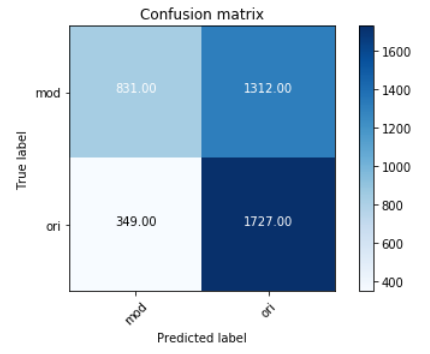 Confusion matrix
True label
mod
831.00
1312.00
ori
349.00
1727.00
mod
ori
Predicted label
1600
1400
1200
1000
800
600
400